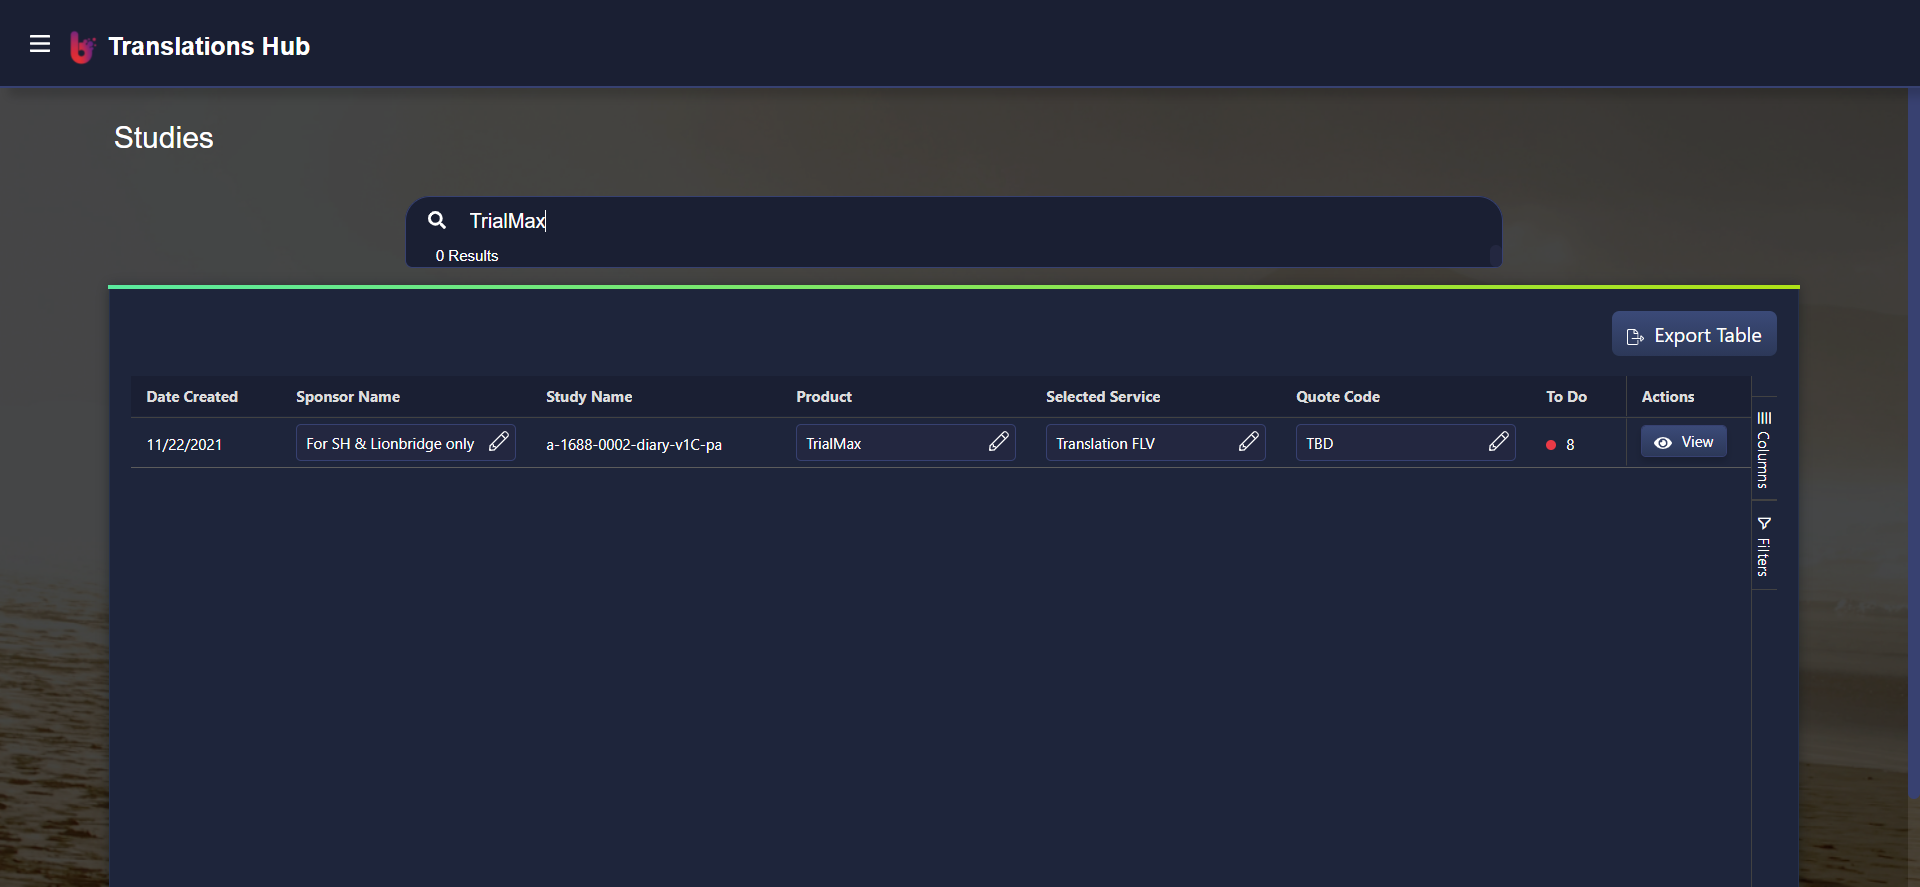 Translations Hub
Studies
TrialMax
0 Results
Export Table
Date Created Sponsor Name Study Name Product Selected Service Quote Code To Do Actions
11/22/2021 For SH & Lionbridge only a-1688-0002-diary-v1C-pa TrialMax Translation FLV TBD 8 View
Columns
Filters